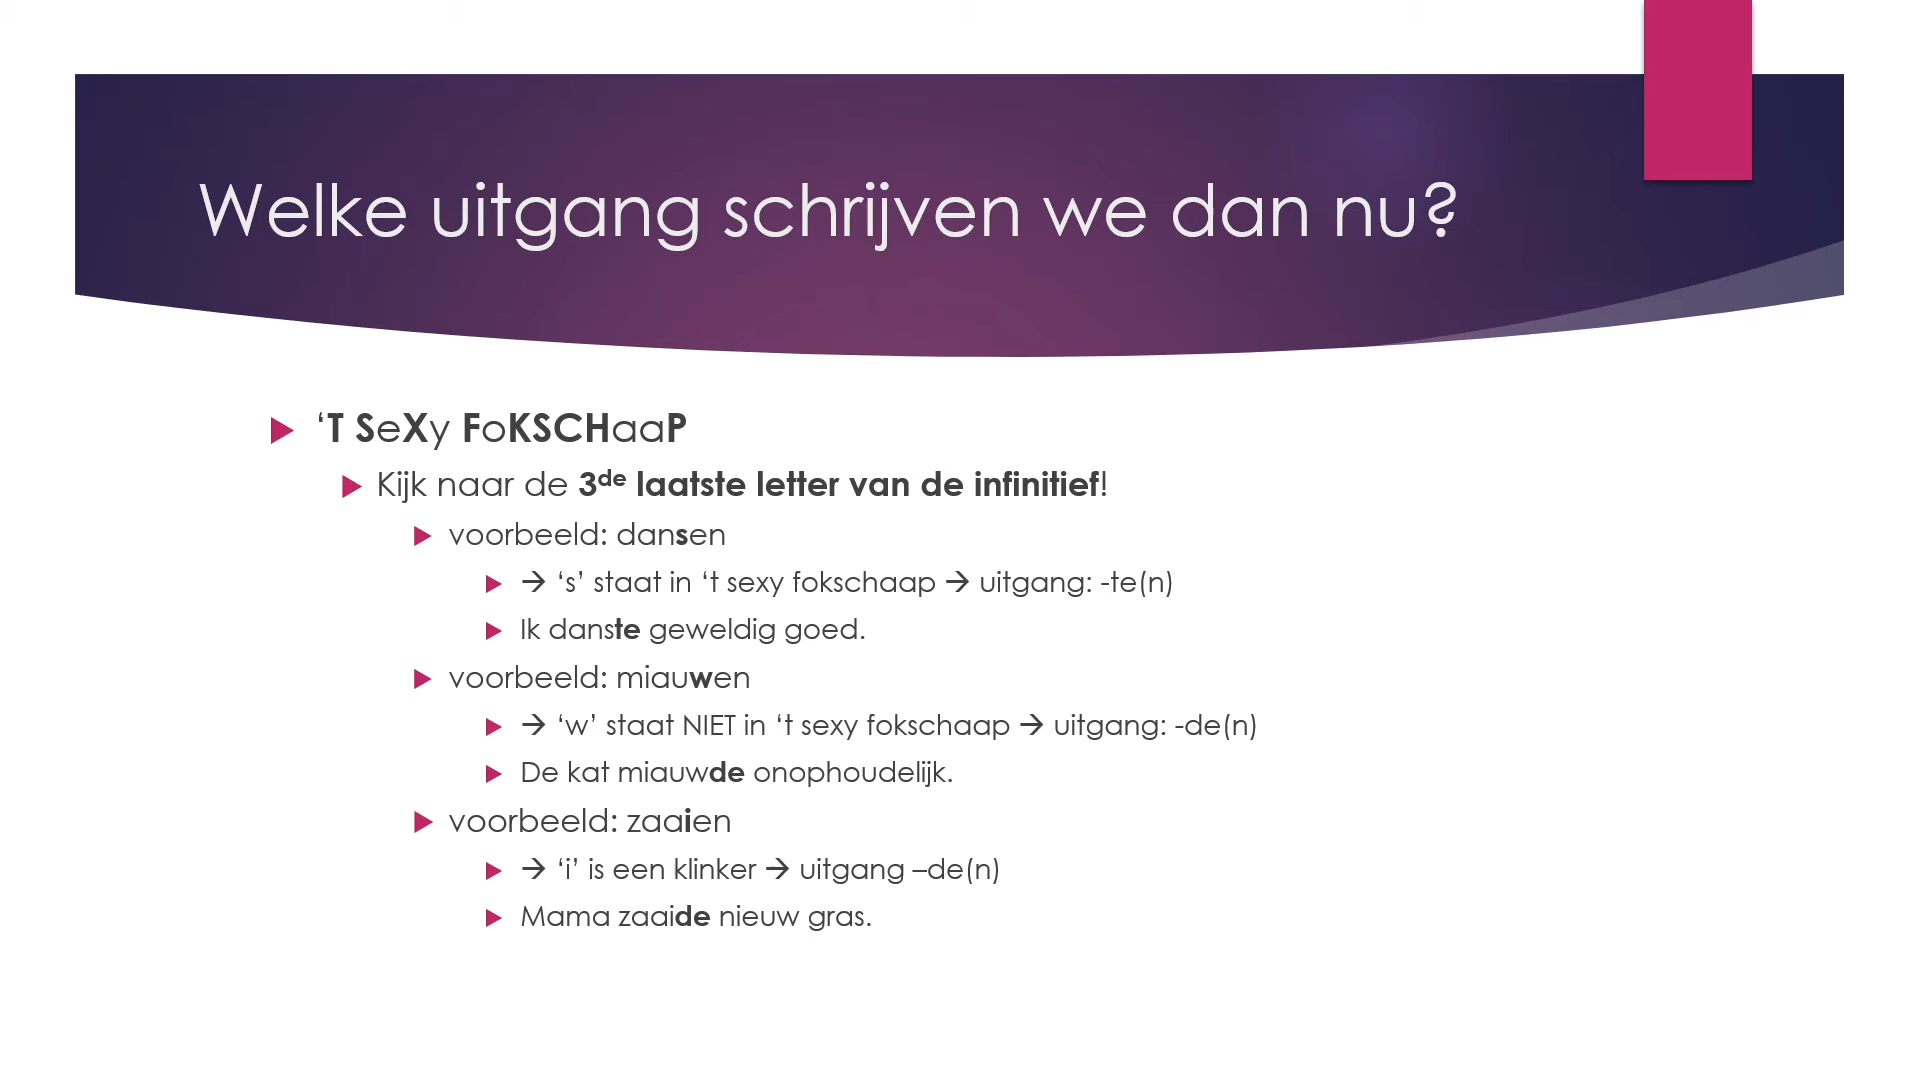 Welke uitgang schrijven we dan nu?
‘T SeXy FoKSCHaaP
Kijk naar de 3de laatste letter van de infinitief!
voorbeeld: dansen
→ ‘s’ staat in ‘t sexy fokschaap → uitgang: -te(n)
Ik danste geweldig goed.
voorbeeld: miauwen
→ ‘w’ staat NIET in ‘t sexy fokschaap → uitgang: -de(n)
De kat miauwde onophoudelijk.
voorbeeld: zaaien
→ ‘i’ is een klinker → uitgang –de(n)
Mama zaaide nieuw gras.